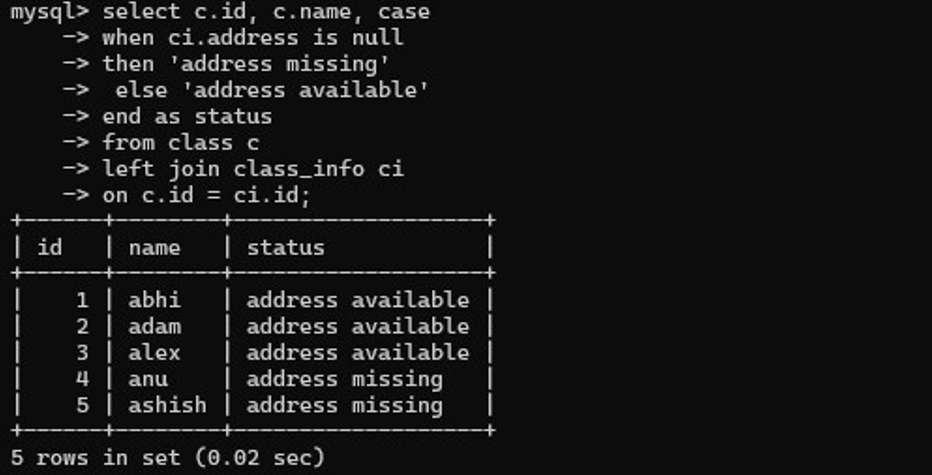 mysql> select c.id, c.name, case
    -> when ci.address is null
    -> then 'address missing'
    ->  else 'address available'
    -> end as status
    -> from class c
    -> left join class_info ci
    -> on c.id = ci.id;
+------+--------+-------------------+
| id   | name   | status            |
+------+--------+-------------------+
|    1 | abhi   | address available |
|    2 | adam   | address available |
|    3 | alex   | address available |
|    4 | anu    | address missing   |
|    5 | ashish | address missing   |
+------+--------+-------------------+
5 rows in set (0.02 sec)